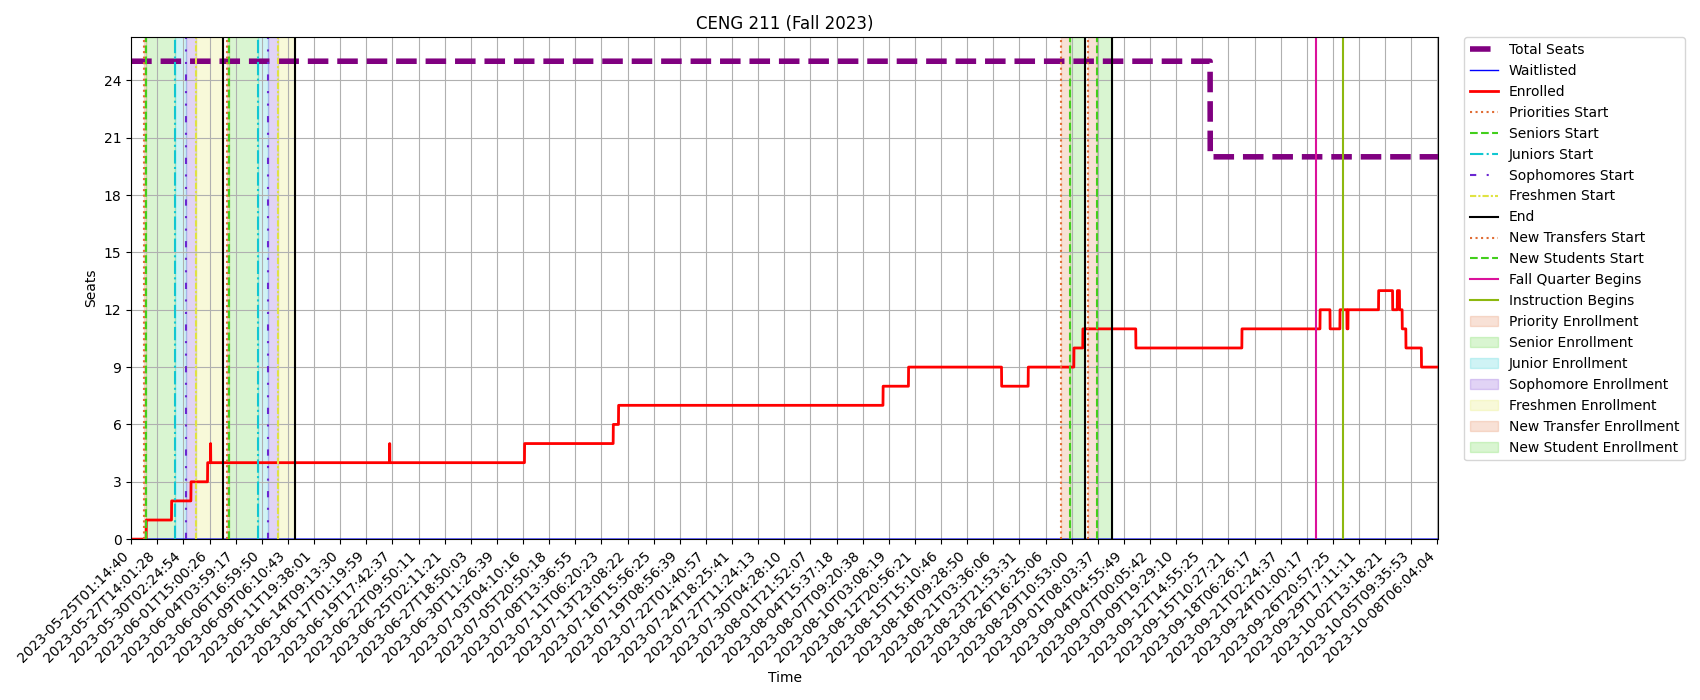 CENG 211 (Fall 2023)
Seats
24
21
18
15
12
9
6
3
0
2023-05-25T01:14:40
2023-05-27T14:01:28
2023-05-30T02:24:54
2023-06-01T15:00:26
2023-06-04T03:59:17
2023-06-06T16:59:50
2023-06-09T06:10:43
2023-06-11T19:38:01
2023-06-14T09:13:30
2023-06-17T01:19:59
2023-06-19T17:42:37
2023-06-22T09:50:11
2023-06-25T02:11:21
2023-06-27T18:50:03
2023-06-30T11:26:39
2023-07-03T04:10:16
2023-07-05T20:50:18
2023-07-08T13:36:55
2023-07-11T06:20:23
2023-07-13T23:08:22
2023-07-16T15:56:25
2023-07-19T08:56:39
2023-07-22T01:40:57
2023-07-24T18:25:41
2023-07-27T11:24:13
2023-07-30T04:28:10
2023-08-01T21:52:07
2023-08-04T15:37:18
2023-08-07T09:20:38
2023-08-10T03:08:19
2023-08-12T20:56:21
2023-08-15T15:10:46
2023-08-18T09:28:50
2023-08-21T03:36:06
2023-08-23T21:53:31
2023-08-26T16:25:06
2023-08-29T10:53:00
2023-09-01T08:03:37
2023-09-04T04:55:49
2023-09-07T00:05:42
2023-09-09T19:29:10
2023-09-12T14:55:25
2023-09-15T10:27:21
2023-09-18T06:26:17
2023-09-21T02:24:37
2023-09-24T01:00:17
2023-09-26T20:57:25
2023-09-29T17:11:11
2023-10-02T13:18:21
2023-10-05T09:35:53
2023-10-08T06:04:04
Time
Total Seats
Waitlisted
Enrolled
Priorities Start
Seniors Start
Juniors Start
Sophomores Start
Freshmen Start
End
New Transfers Start
New Students Start
Fall Quarter Begins
Instruction Begins
Priority Enrollment
Senior Enrollment
Junior Enrollment
Sophomore Enrollment
Freshmen Enrollment
New Transfer Enrollment
New Student Enrollment